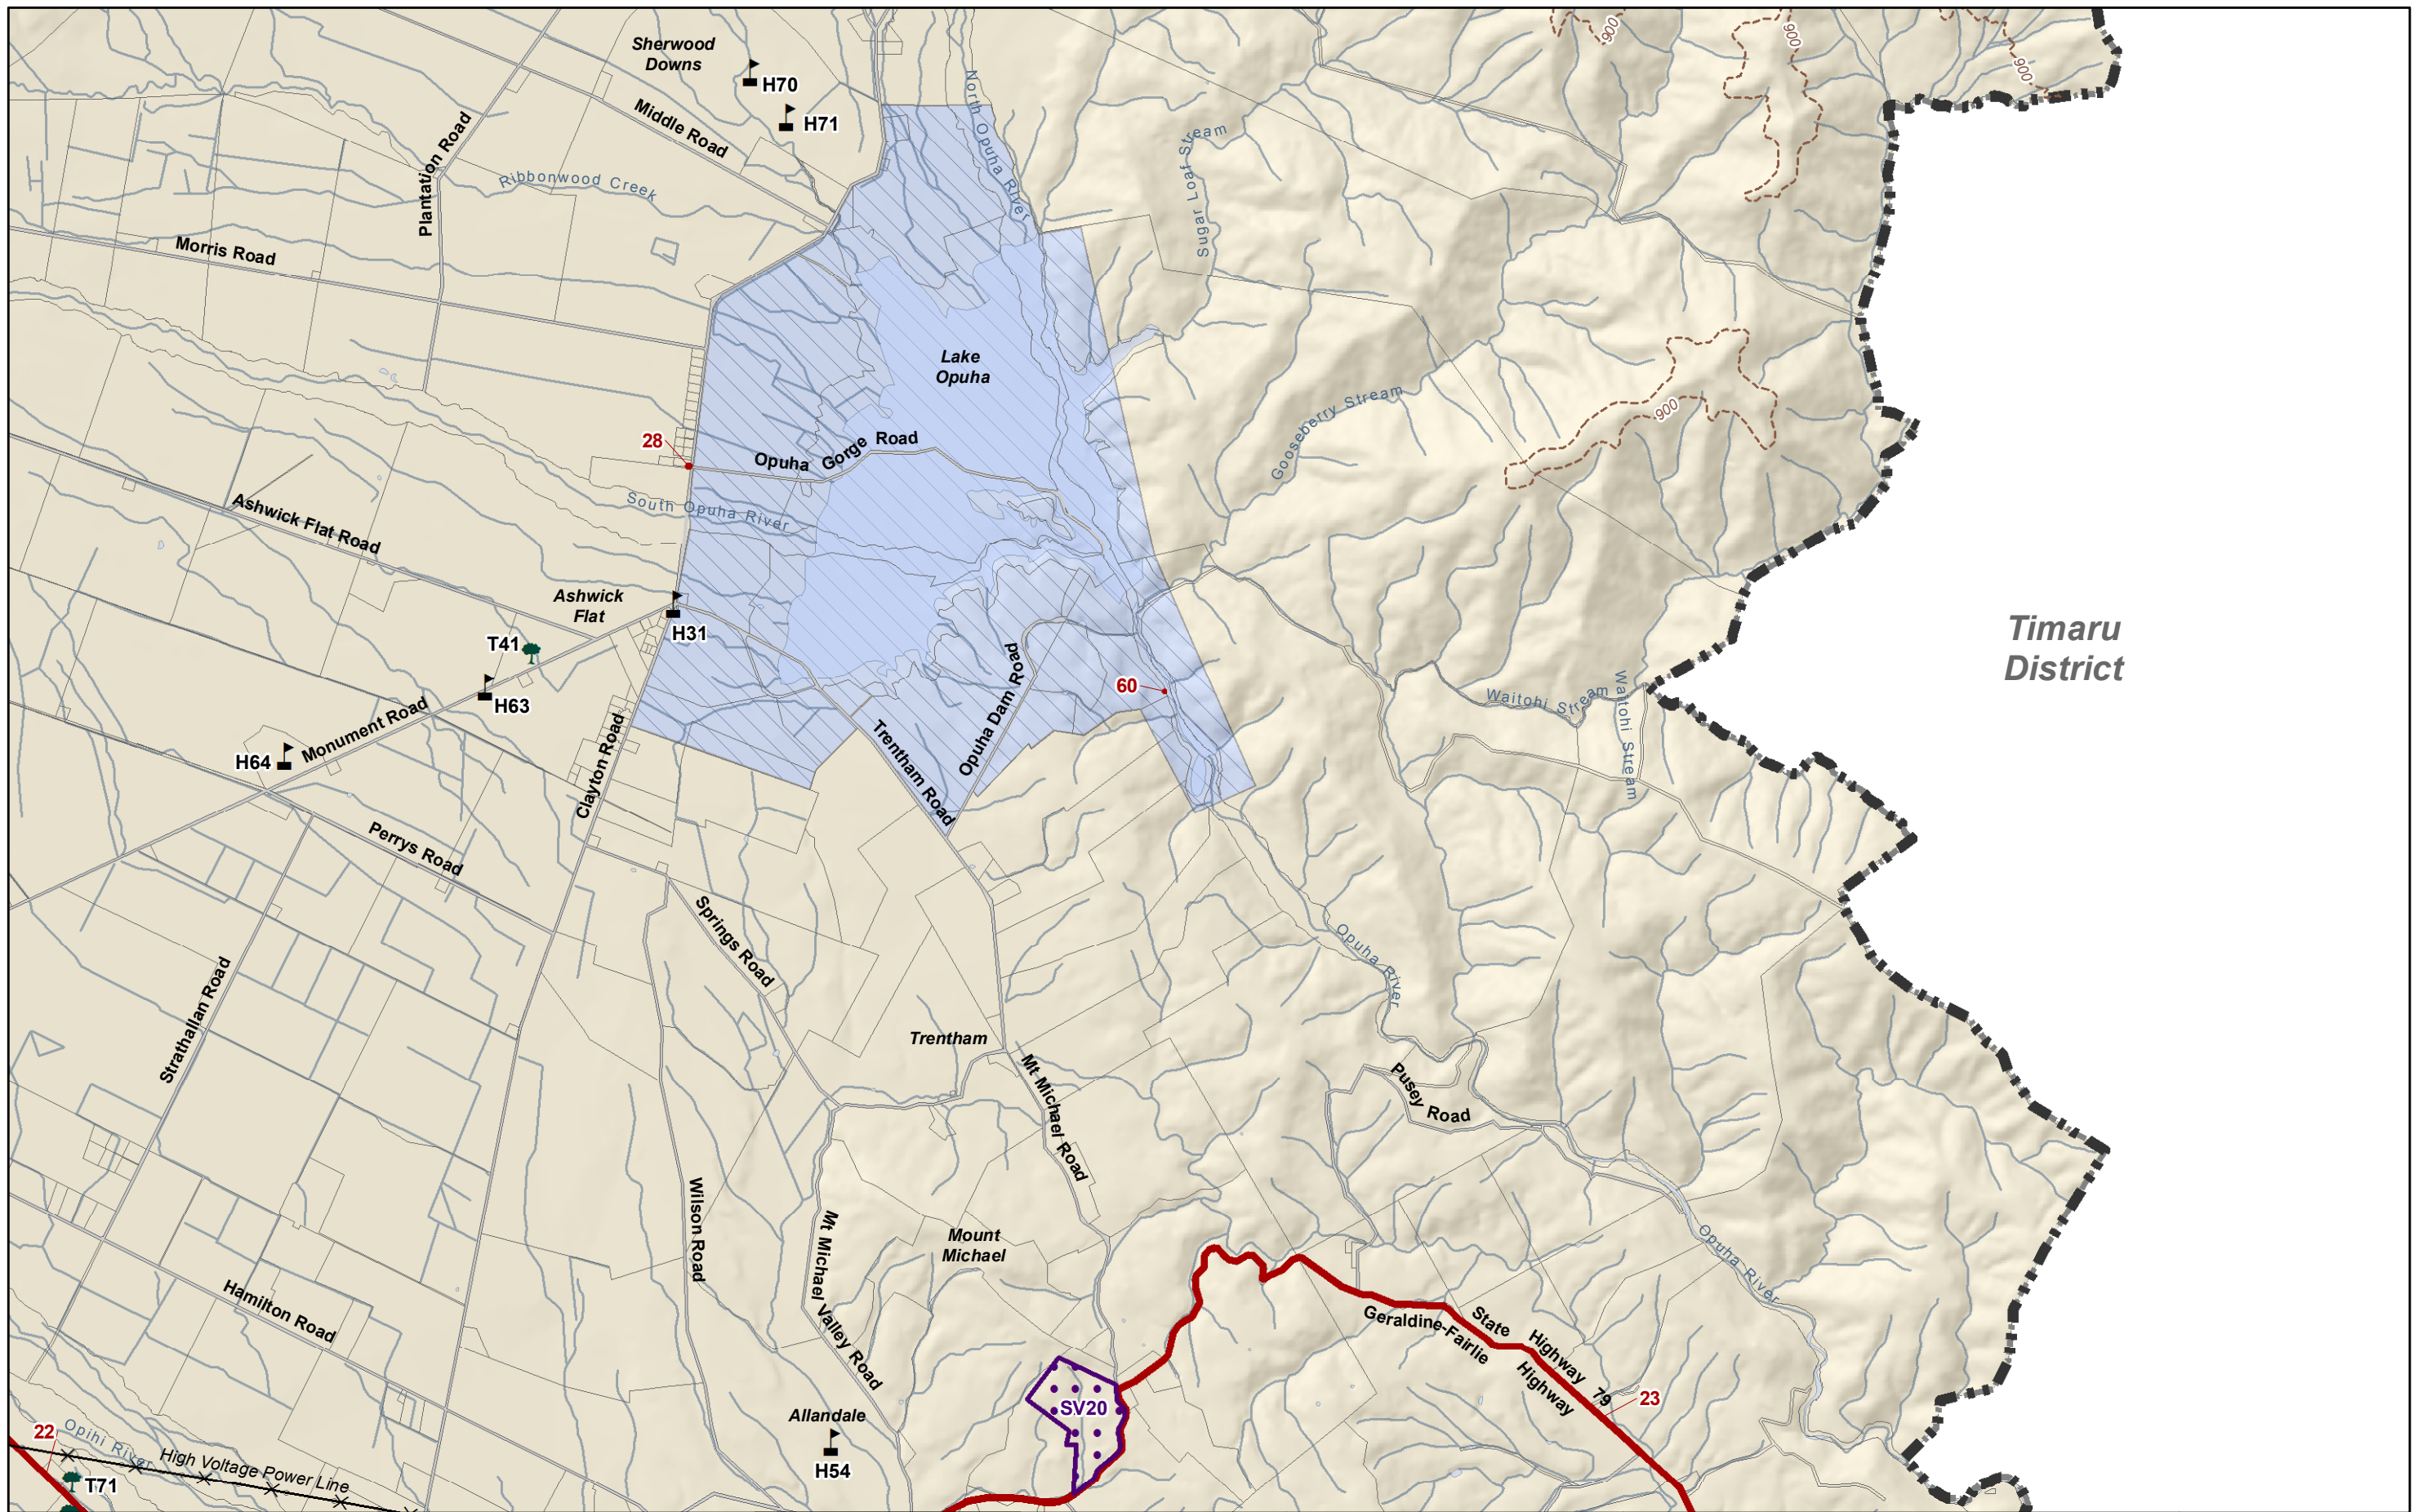 900
900
900
Sherwood
Downs
H70
H71
Middle Road
Plantation Road
North Opuha River
Sugar Loaf Stream
Ribbonwood Creek
Morris Road
Lake
Opuha
900
Gooseberry Stream
28
Opuha Gorge Road
South Opuha River
Ashwick Flat Road
Ashwick
Flat
H31
T41
H63
60
Timaru
District
Waitohi Stream
Waitohi Stream
Monument Road
H64
Clayton Road
Trentham Road
Opuha Dam Road
Perrys Road
Springs Road
Opuha River
Strathallan Road
Trentham
Mt Michael Road
Pusey Road
Wilson Road
Mt Michael Valley Road
Mount
Michael
Opuha River
Hamilton Road
State Highway 79
Geraldine-Fairlie Highway
23
SV20
Allandale
H54
22
Opihi River
High Voltage Power Line
T71